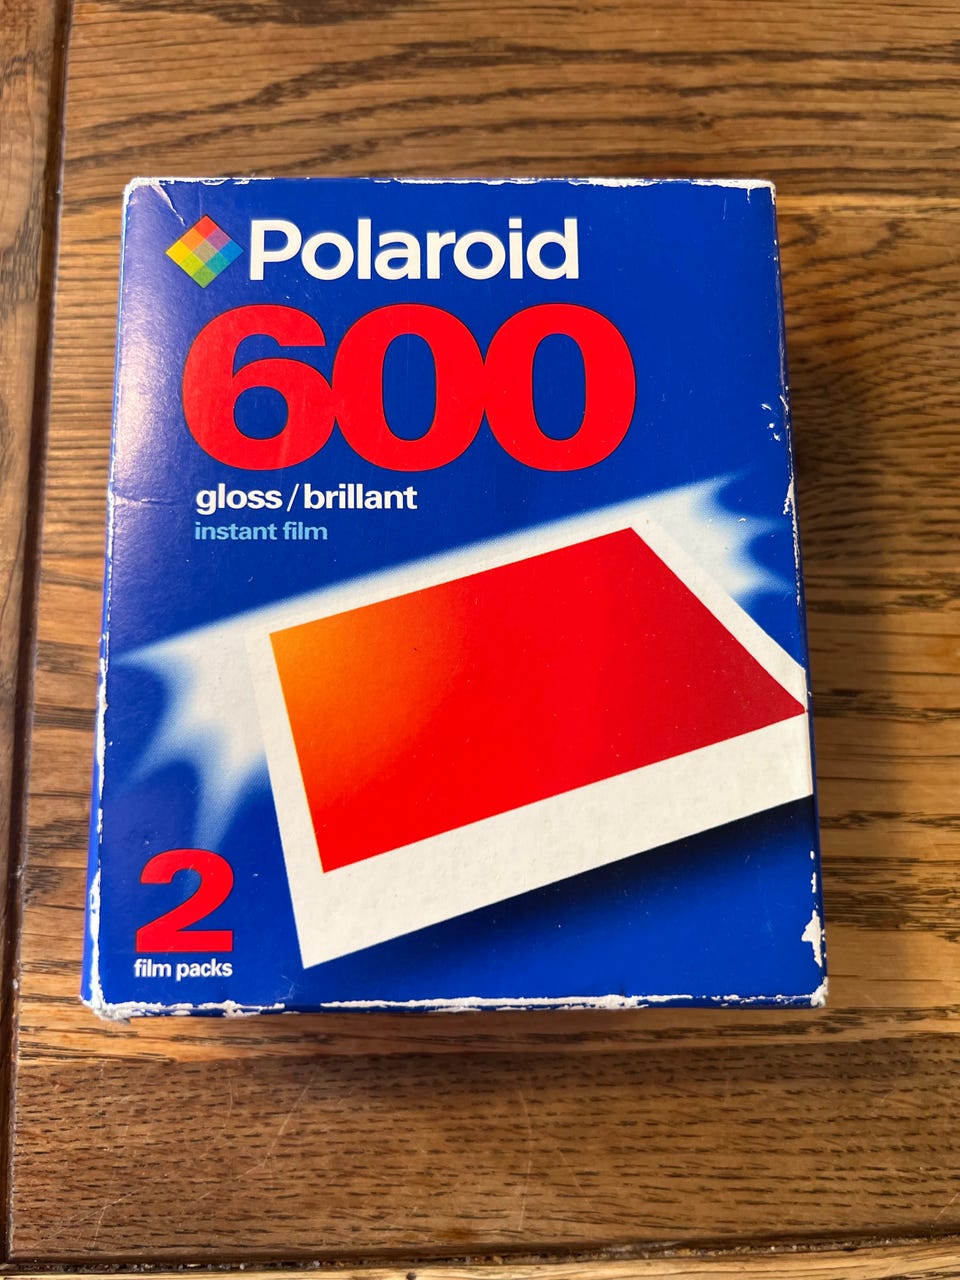 Polaroid
600
gloss / brillant
instant film
2
film packs